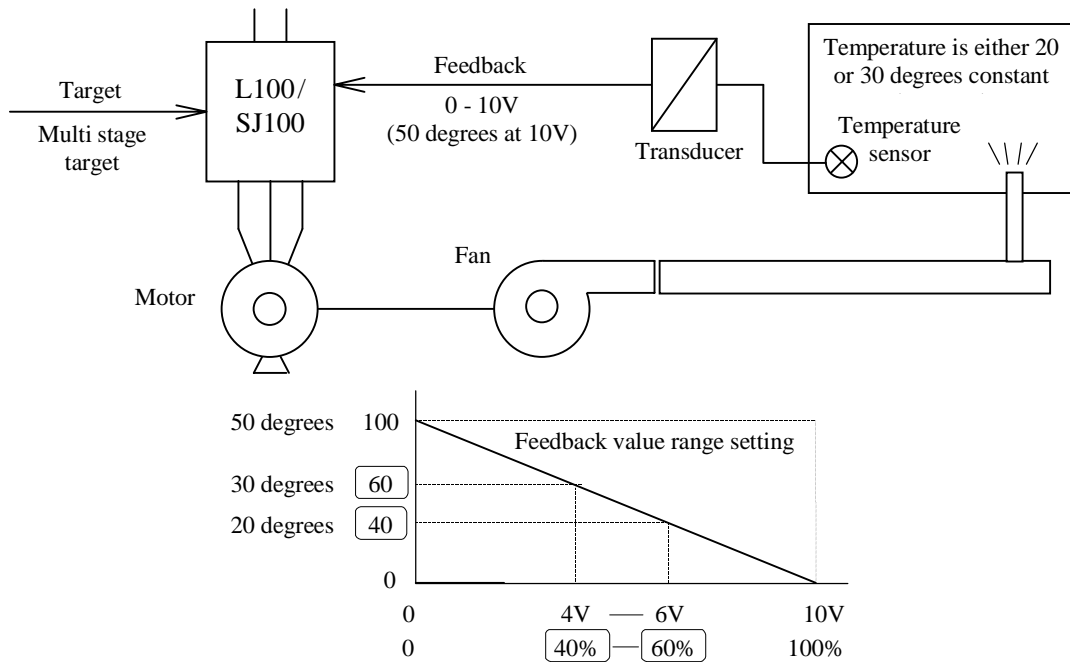 Target
Multi stage
target
L100/
SJ100
Feedback
0 - 10V
(50 degrees at 10V)
Transducer
Temperature is either 20
or 30 degrees constant
Temperature
sensor
Motor
Fan
Feedback value range setting
50 degrees 100
30 degrees 60
20 degrees 40
0
0 4V 6V 10V
0 40% 60% 100%